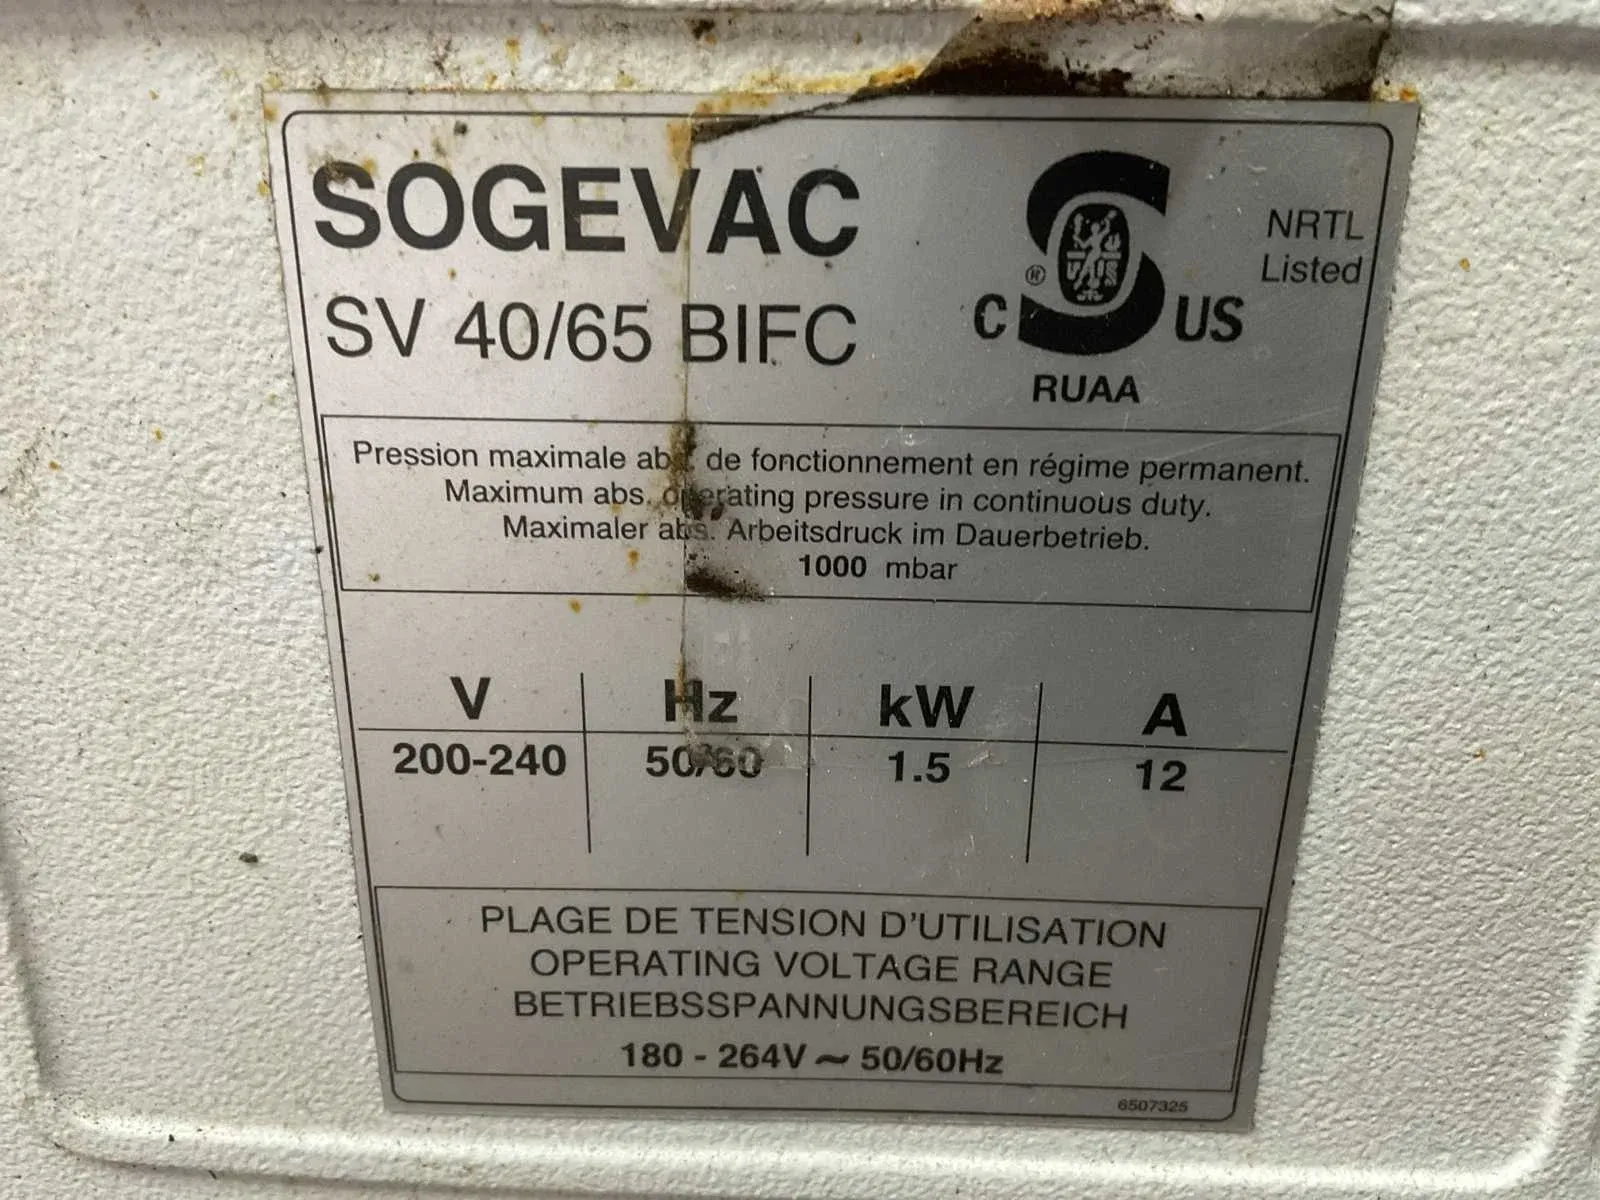 SOGEVAC
SV 40/65 BIFC
®
C US
RUAA
NRTL
Listed
Pression maximale abs. de fonctionnement en régime permanent.
Maximum abs. operating pressure in continuous duty.
Maximaler abs. Arbeitsdruck im Dauerbetrieb.
1000 mbar
V Hz kW A
200-240 50/60 1.5 12
PLAGE DE TENSION D'UTILISATION
OPERATING VOLTAGE RANGE
BETRIEBSSPANNUNGSBEREICH
180 - 264V ~ 50/60Hz
6507325